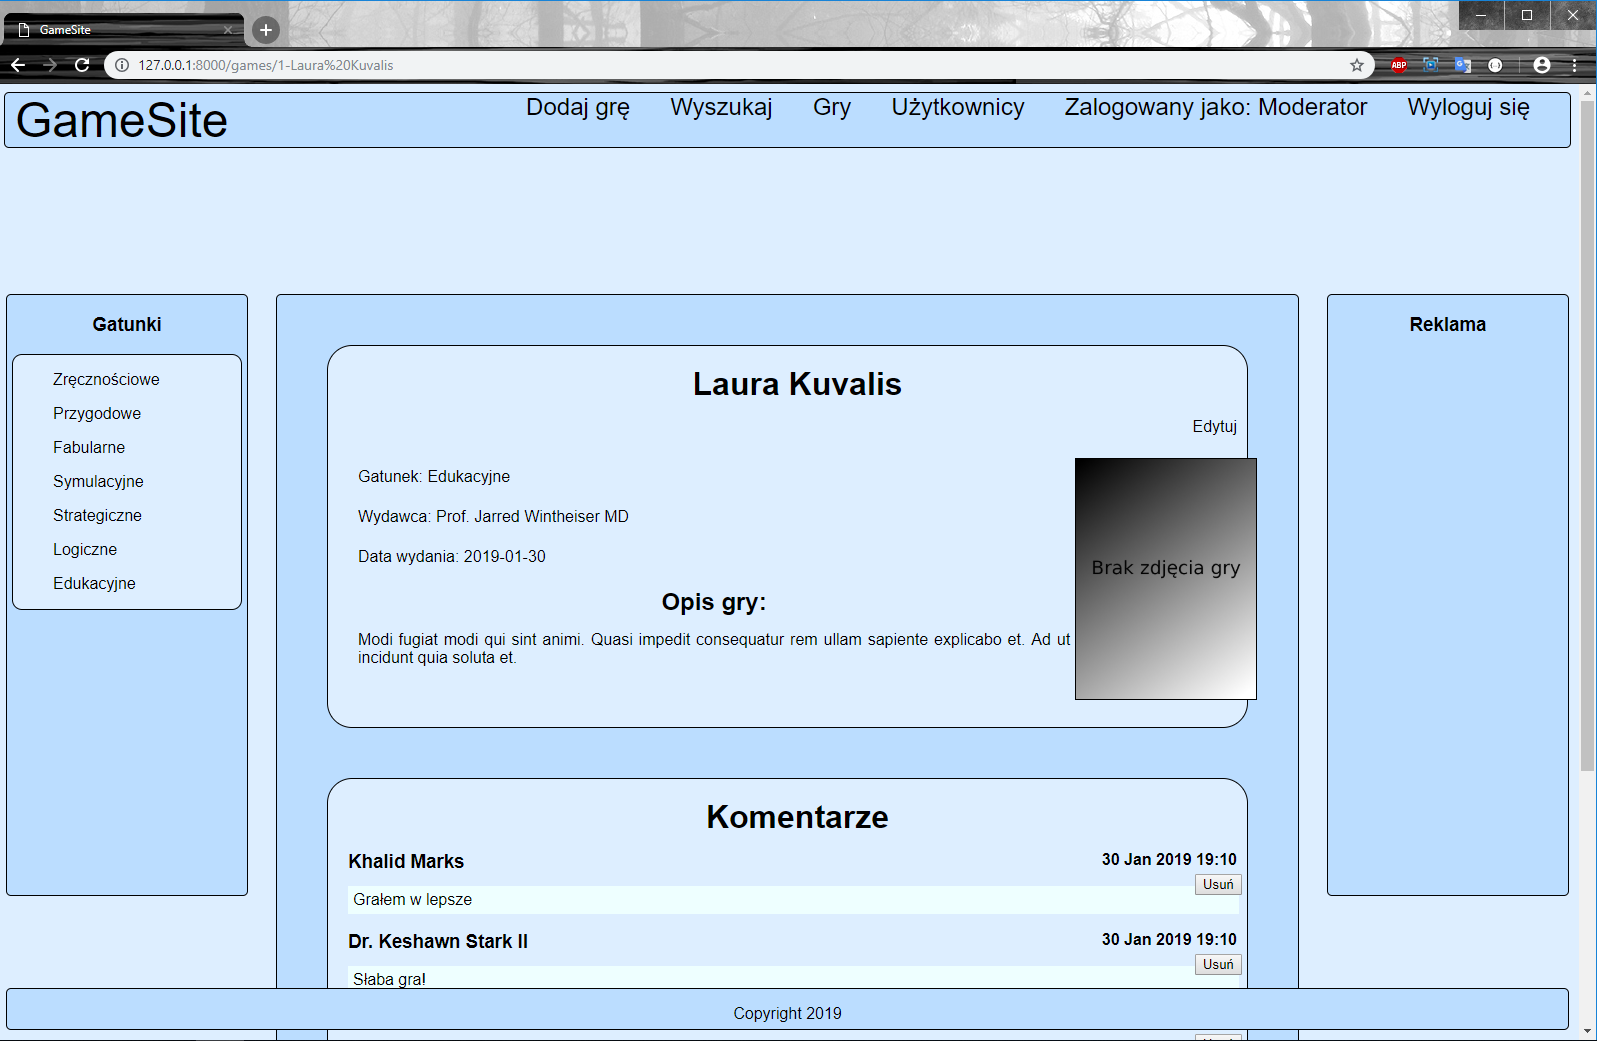 GameSite
127.0.0.1:8000/games/1-Laura%20Kuvalis
ABP
GameSite
Dodaj grę Wyszukaj Gry Użytkownicy Zalogowany jako: Moderator Wyloguj się
Gatunki
Zręcznościowe
Przygodowe
Fabularne
Symulacyjne
Strategiczne
Logiczne
Edukacyjne
Laura Kuvalis
Edytuj
Gatunek: Edukacyjne
Wydawca: Prof. Jarred Wintheiser MD
Data wydania: 2019-01-30
Brak zdjęcia gry
Opis gry:
Modi fugiat modi qui sint animi. Quasi impedit consequatur rem ullam sapiente explicabo et. Ad ut
incidunt quia soluta et.
Komentarze
Khalid Marks 30 Jan 2019 19:10
Usuń
Grałem w lepsze
Dr. Keshawn Stark II 30 Jan 2019 19:10
Usuń
Słaba gra!
Reklama
Copyright 2019